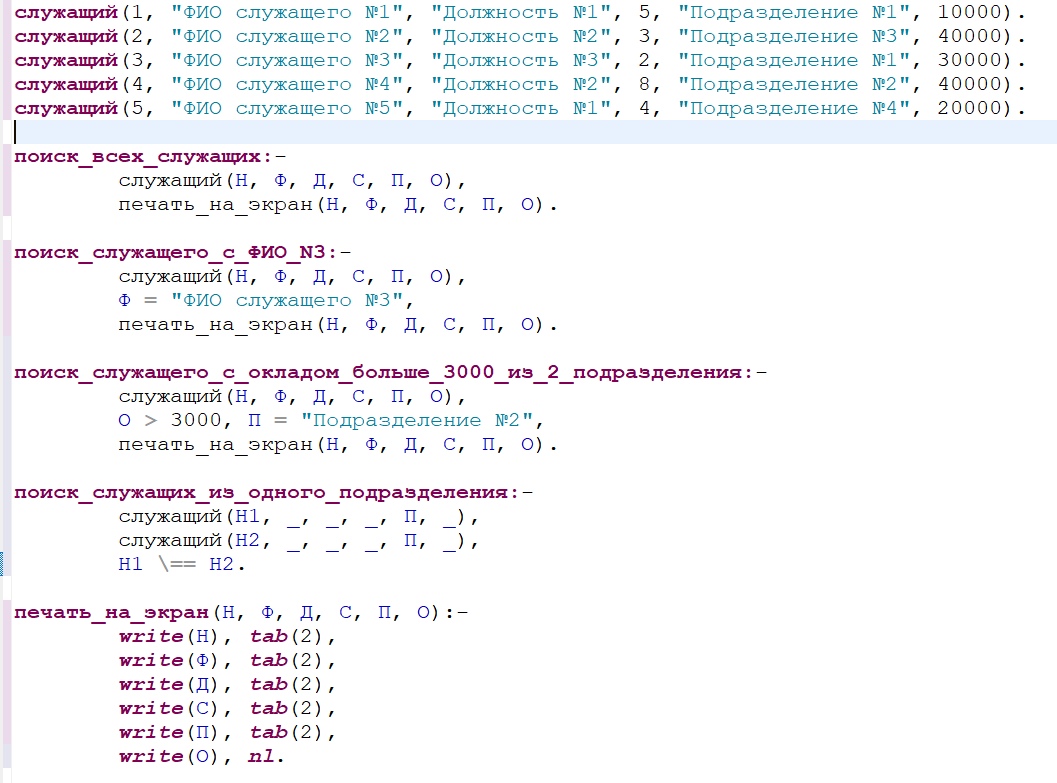 служащий(1, "ФИО служащего №1", "Должность №1", 5, "Подразделение №1", 10000).
служащий(2, "ФИО служащего №2", "Должность №2", 3, "Подразделение №3", 40000).
служащий(3, "ФИО служащего №3", "Должность №3", 2, "Подразделение №1", 30000).
служащий(4, "ФИО служащего №4", "Должность №2", 8, "Подразделение №2", 40000).
служащий(5, "ФИО служащего №5", "Должность №1", 4, "Подразделение №4", 20000).
поиск_всех_служащих:-
служащий(Н, Ф, Д, С, П, О),
печать_на_экран(Н, Ф, Д, С, П, О).
поиск_служащего_с_ФИО_N3:-
служащий(Н, Ф, Д, С, П, О),
Ф = "ФИО служащего №3",
печать_на_экран(Н, Ф, Д, С, П, О).
поиск_служащего_с_окладом_больше_3000_из_2_подразделения:-
служащий(Н, Ф, Д, С, П, О),
О > 3000, П = "Подразделение №2",
печать_на_экран(Н, Ф, Д, С, П, О).
поиск_служащих_из_одного_подразделения:-
служащий(Н1, _, _, _, П, _),
служащий(Н2, _, _, _, П, _),
Н1 \== Н2.
печать_на_экран(Н, Ф, Д, С, П, О):-
write(Н), tab(2),
write(Ф), tab(2),
write(Д), tab(2),
write(С), tab(2),
write(П), tab(2),
write(О), nl.